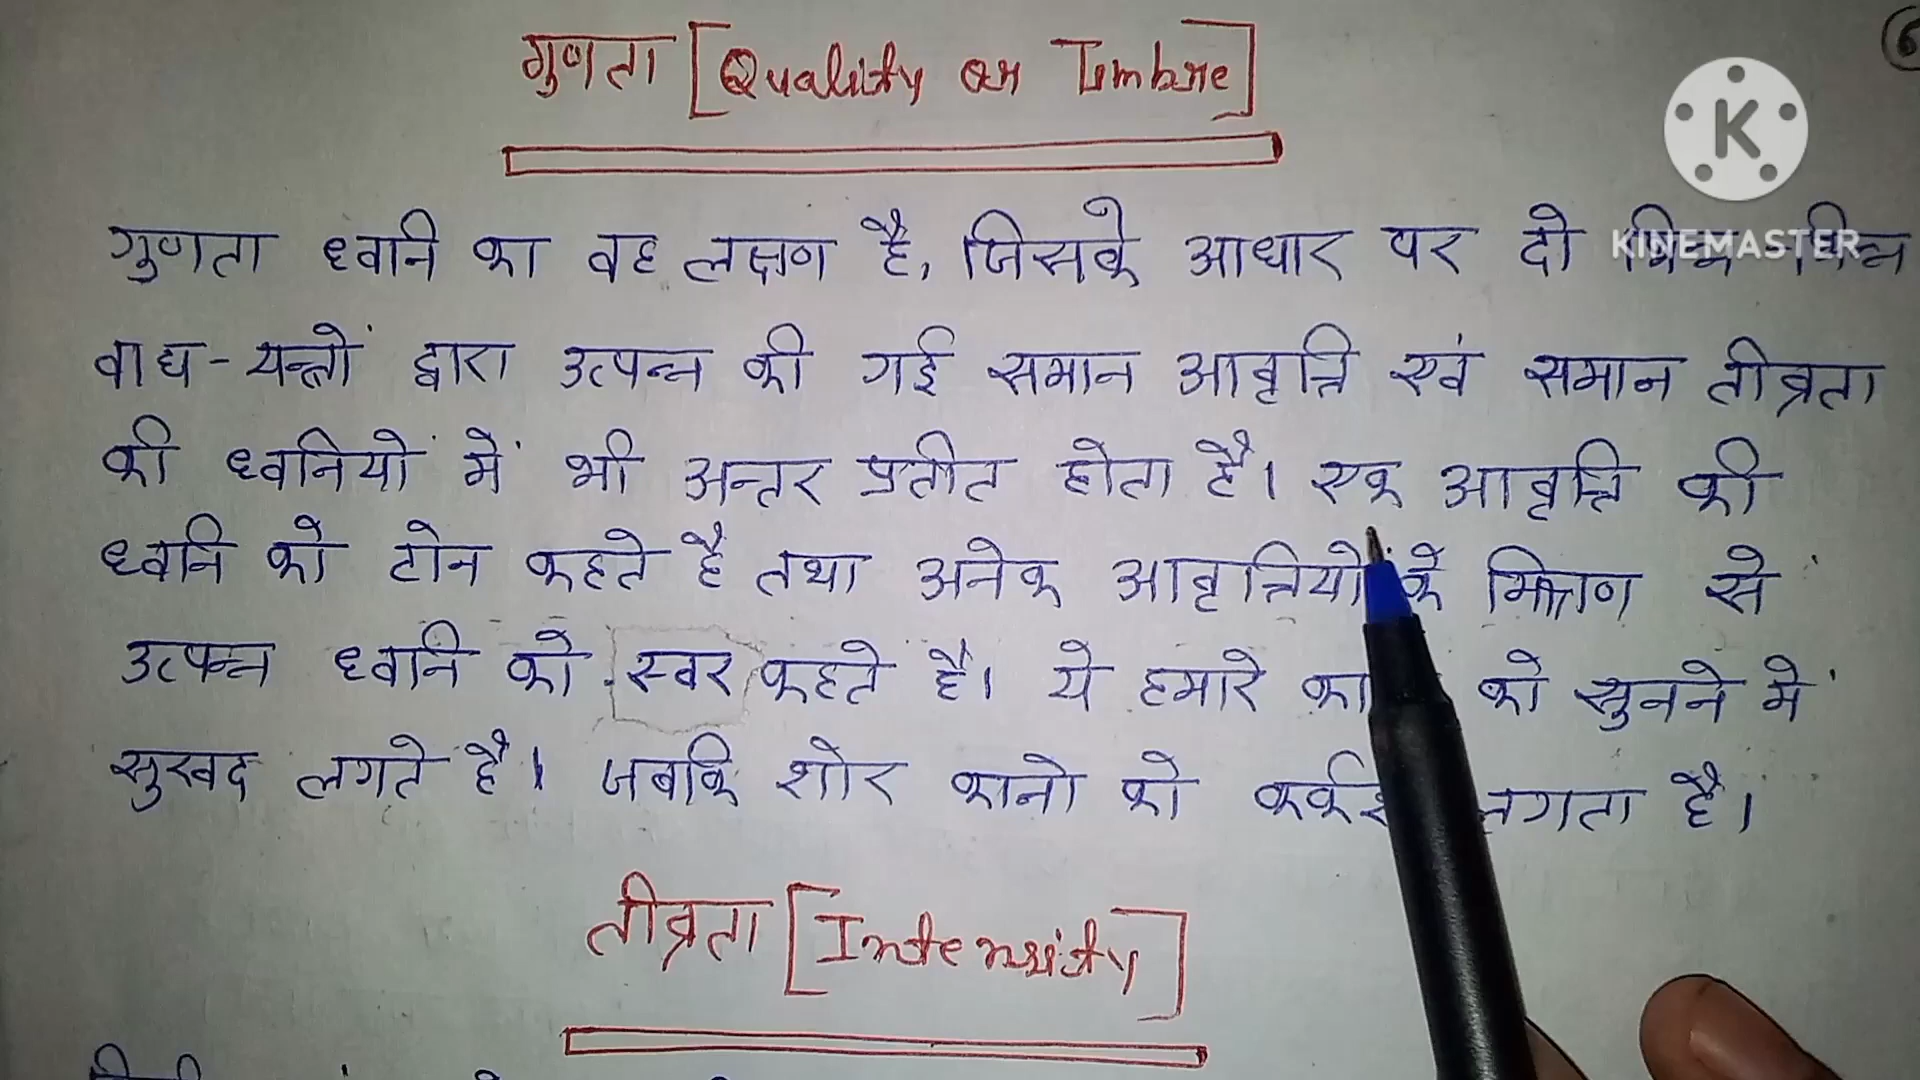 गुणता [Quality or Timbre]
K
KINEMASTER
गुणता ध्वनि का वह लक्षण है, जिसके आधार पर दो भिन्न-भिन्न
वाद्य-यन्त्रों द्वारा उत्पन्न की गई समान आवृत्ति एवं समान तीव्रता
की ध्वनियों में भी अन्तर प्रतीत होता है। एक आवृत्ति की
ध्वनि को टोन कहते है तथा अनेक आवृत्तियों के मिश्रण से
उत्पन्न ध्वनि को स्वर कहते है। ये हमारे को सुनने में
सुखद लगते है। जबकि शोर कानो को लगता है।
तीव्रता [Intensity]